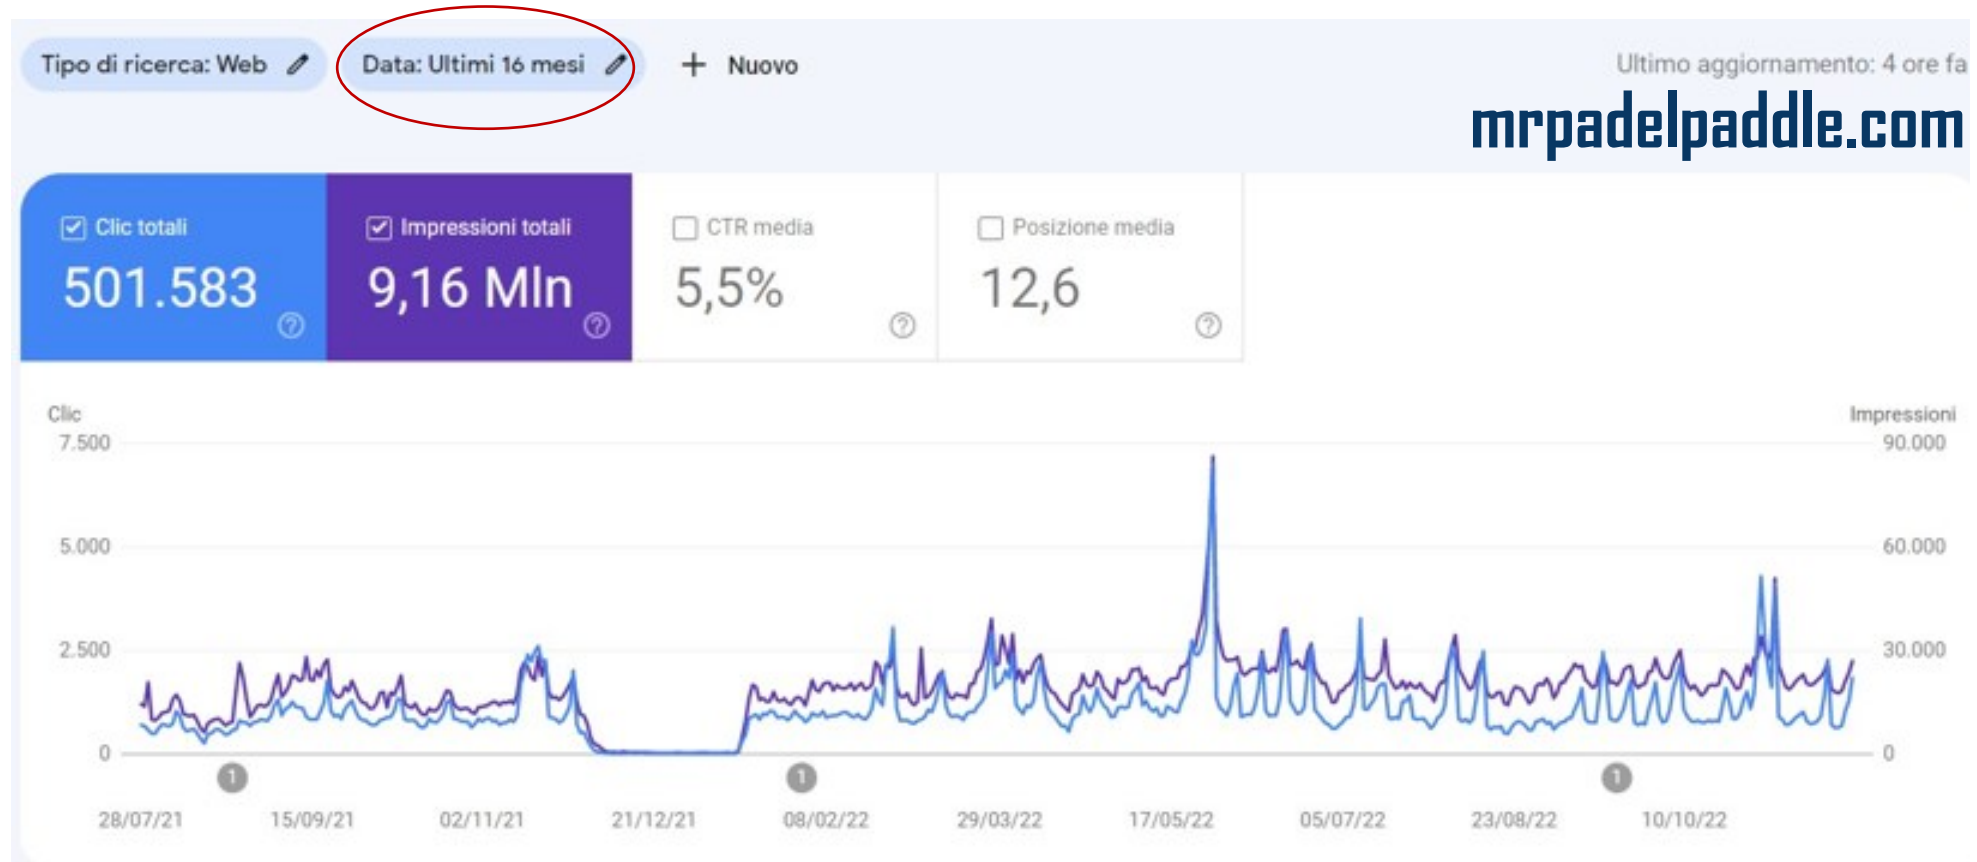 Tipo di ricerca: Web
Data: Ultimi 16 mesi
+ Nuovo
Ultimo aggiornamento: 4 ore fa
mrpadelpaddle.com
Clic totali
501.583
Impressioni totali
9,16 Mln
CTR media
5,5%
Posizione media
12,6
Clic
Impressioni
7.500
90.000
5.000
60.000
2.500
30.000
0
0
1
1
1
28/07/21
15/09/21
02/11/21
21/12/21
08/02/22
29/03/22
17/05/22
05/07/22
23/08/22
10/10/22